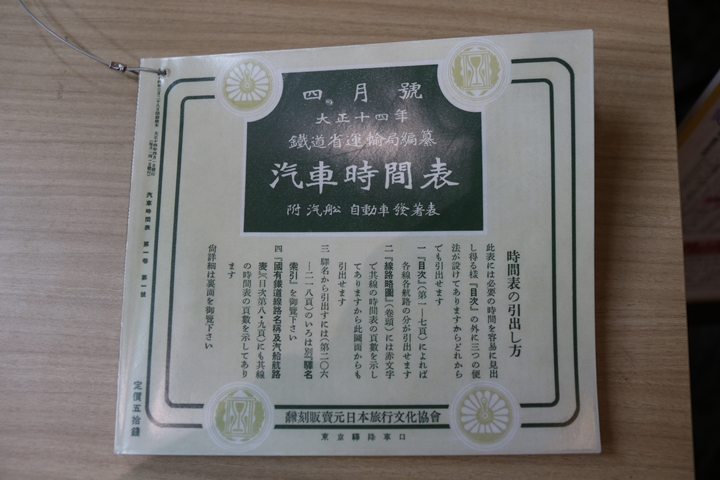 四月號
大正十四年
鐵道省運輸局編纂
汽車時間表
附 汽船 自動車 發著表
時間表の引出し方
此表には必要の時間を容易に見出
し得る樣『目次』の外に三つの便
法が設けてありますからどれから
でも引出せます
一『目次』(第一―七頁)によれば
各線各航路の分が引出せます
二『線路略圖』(卷頭)には赤文字
で其線の時間表の頁數を示し
てありますから此圖面からも
引出せます
三 驛名から引出すには(第二〇六
―二一八頁)のいろは別『驛名
索引』を御覽下さい
四『國有鐵道線路名稱及汽船航路
表』(目次第八・九頁)にも其線
の時間表の頁數を示してあり
ます
尙詳細は裏面を御覽下さい
飜刻販賣元日本旅行文化協會
東京驛降車口
汽車時間表 第一卷 第一號
定價五拾錢